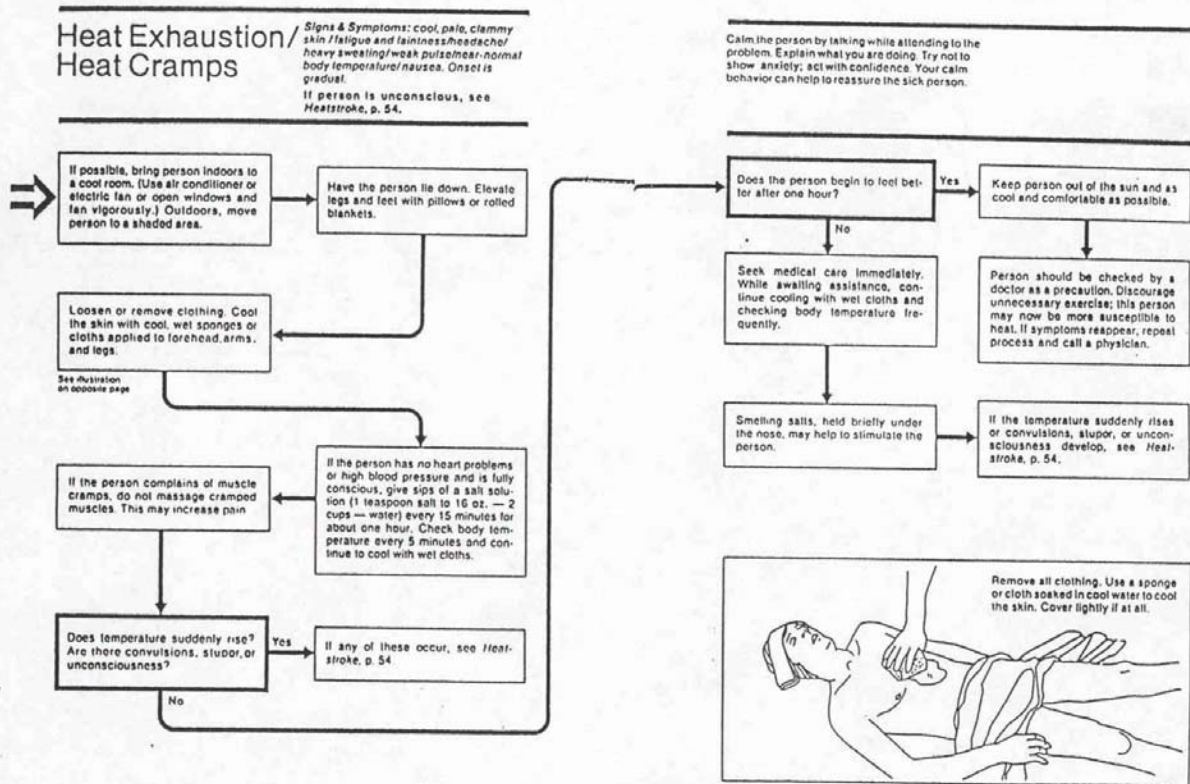 Heat Exhaustion/
Heat Cramps
Signs & Symptoms: cool, pale, clammy
skin/fatigue and faintness/headache/
heavy sweating/weak pulse/near-normal
body temperature/nausea. Onset is
gradual.
If person is unconscious, see
Heatstroke, p. 54.
If possible, bring person indoors to
a cool room. (Use air conditioner or
electric fan or open windows and
fan vigorously.) Outdoors, move
person to a shaded area.
Have the person lie down. Elevate
legs and feet with pillows or rolled
blankets.
Loosen or remove clothing. Cool
the skin with cool, wet sponges or
cloths applied to forehead, arms,
and legs.
See illustration
on opposite page
If the person has no heart problems
or high blood pressure and is fully
conscious, give sips of a salt solu-
tion (1 teaspoon salt to 16 oz. — 2
cups — water) every 15 minutes for
about one hour. Check body tem-
perature every 5 minutes and con-
tinue to cool with wet cloths.
If the person complains of muscle
cramps, do not massage cramped
muscles. This may increase pain
Does temperature suddenly rise?
Are there convulsions, stupor, or
unconsciousness?
Yes
If any of these occur, see Heat-
stroke, p. 54
No
Calm the person by talking while attending to the
problem. Explain what you are doing. Try not to
show anxiety; act with confidence. Your calm
behavior can help to reassure the sick person.
Does the person begin to feel bet-
ter after one hour?
Yes
Keep person out of the sun and as
cool and comfortable as possible.
No
Person should be checked by a
doctor as a precaution. Discourage
unnecessary exercise; this person
may now be more susceptible to
heat. If symptoms reappear, repeat
process and call a physician.
Seek medical care immediately.
While awaiting assistance, con-
tinue cooling with wet cloths and
checking body temperature fre-
quently.
Smelling salts, held briefly under
the nose, may help to stimulate the
person.
If the temperature suddenly rises
or convulsions, stupor, or uncon-
sciousness develop, see Heat-
stroke, p. 54.
Remove all clothing. Use a sponge
or cloth soaked in cool water to cool
the skin. Cover lightly if at all.